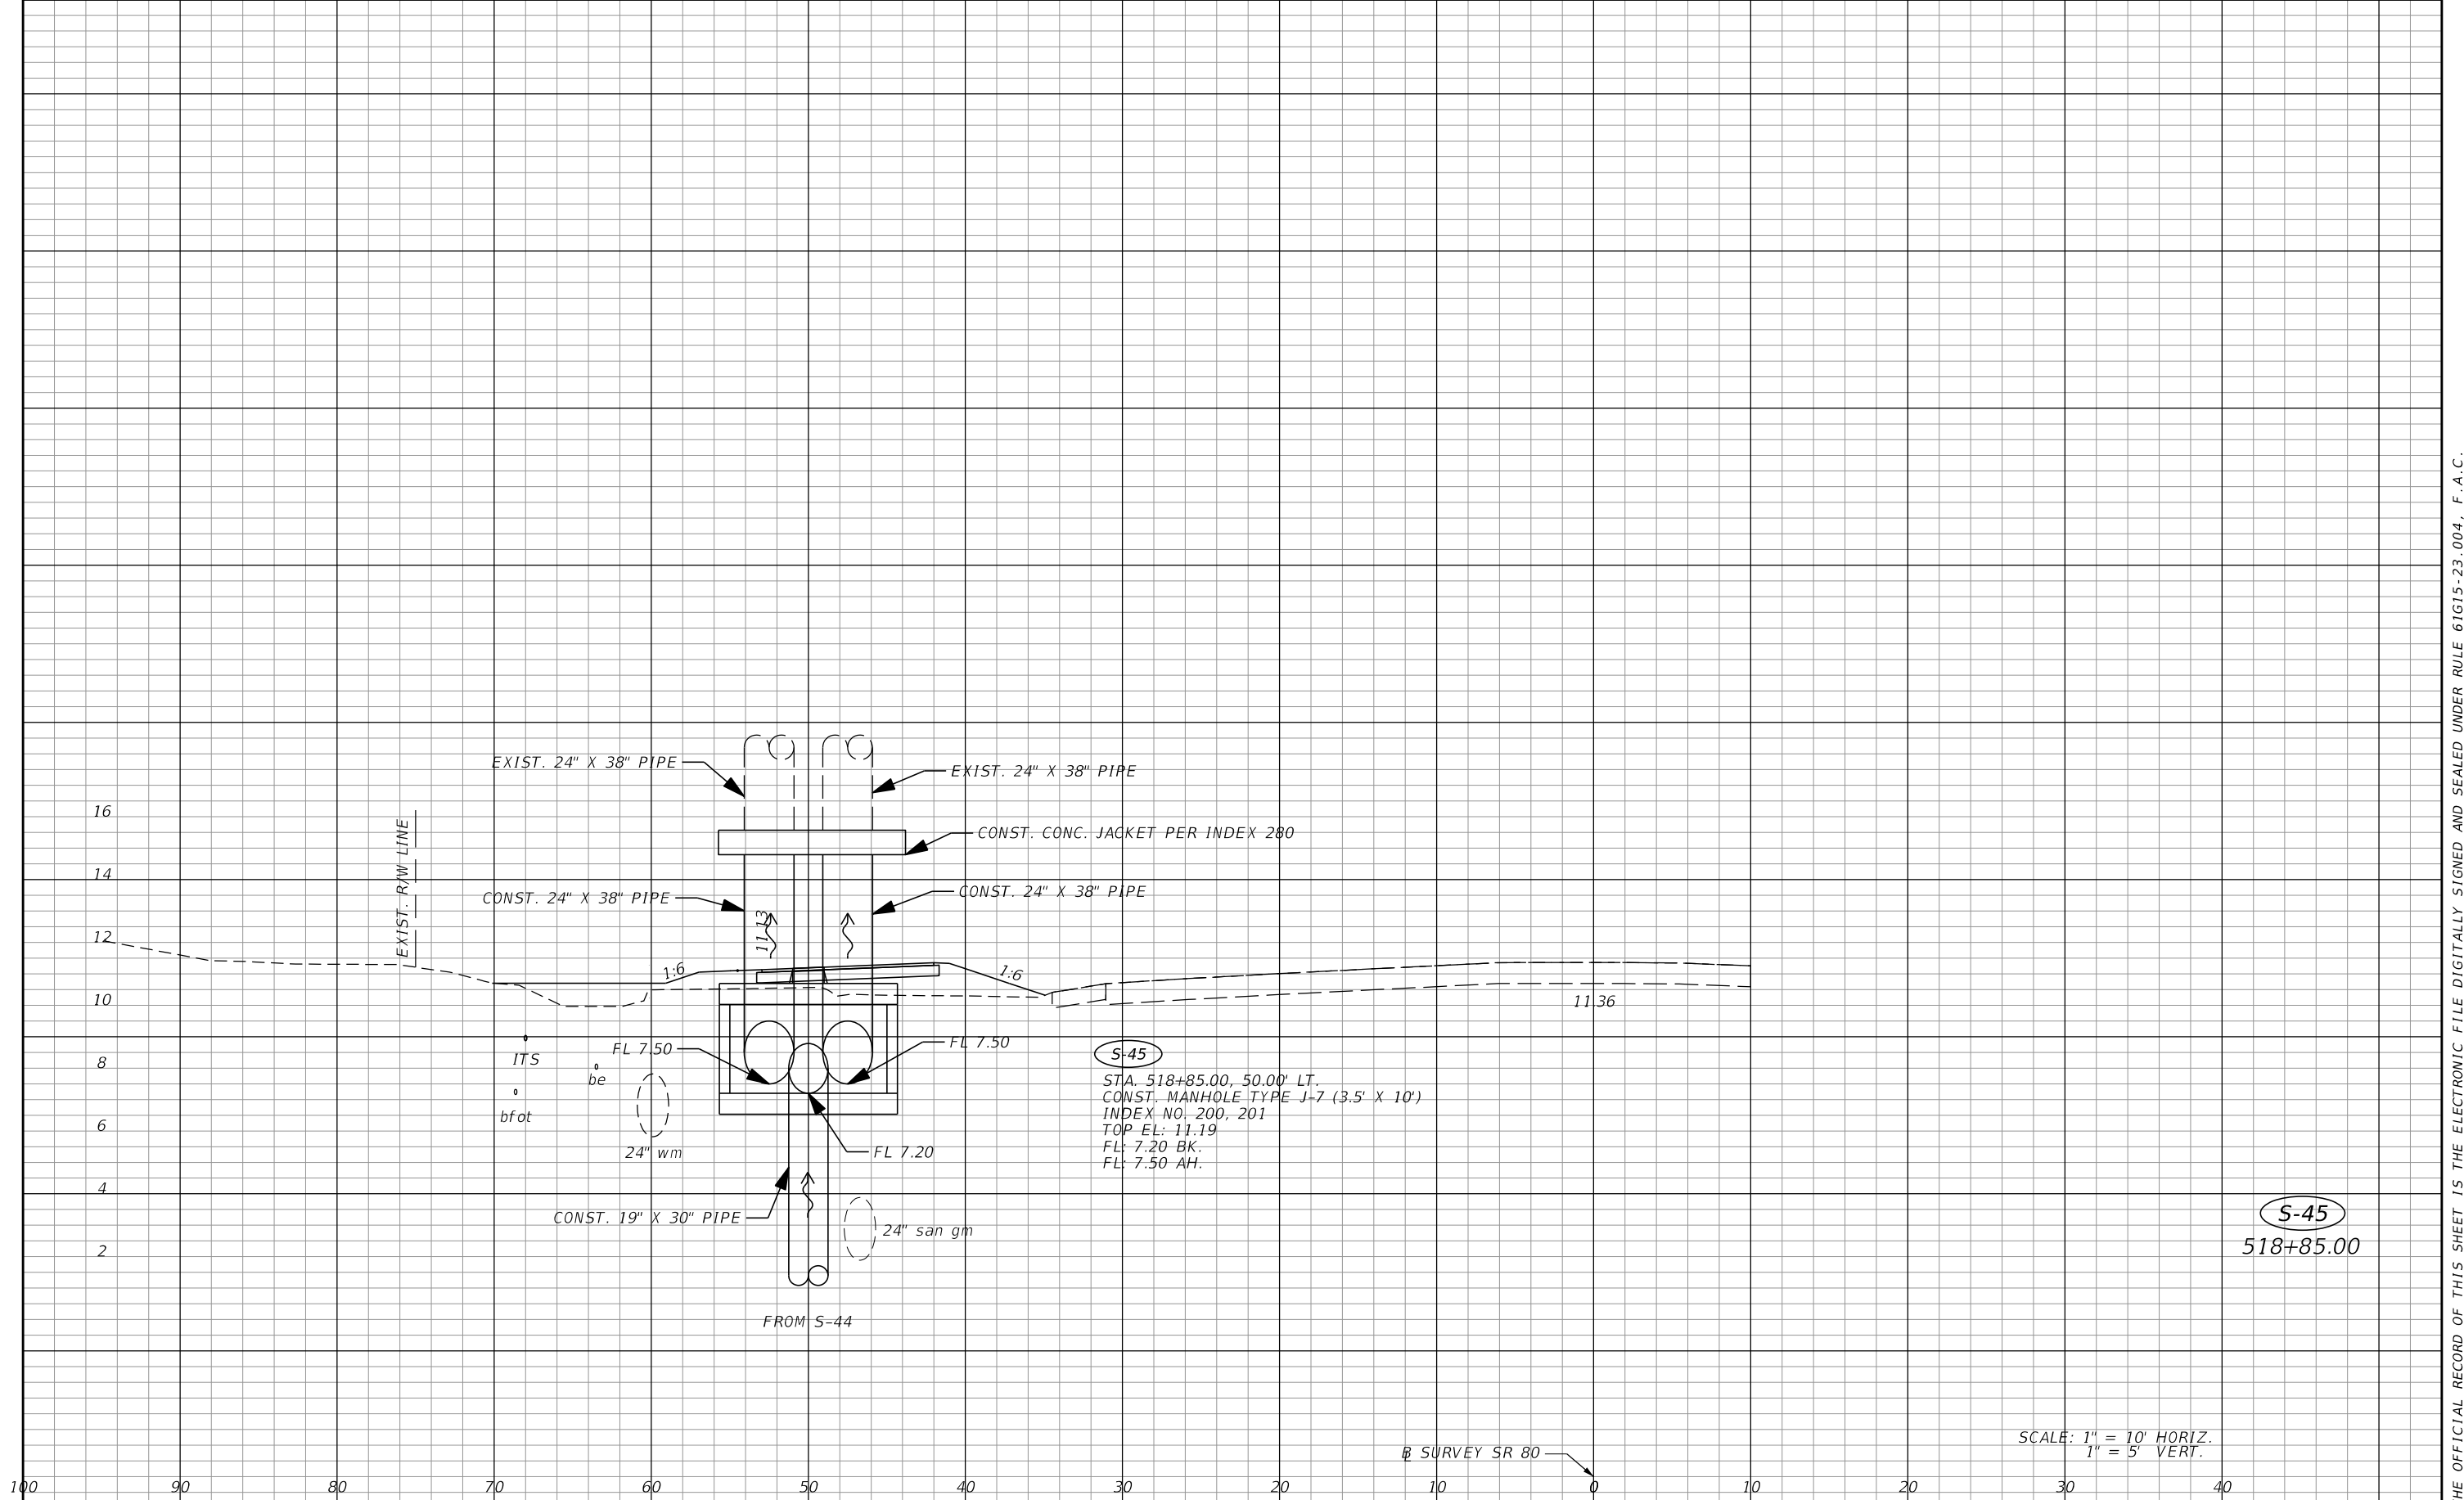 EXIST. 24" X 38" PIPE
EXIST. 24" X 38" PIPE
16
CONST. CONC. JACKET PER INDEX 280
EXIST. R/W LINE
14
CONST. 24" X 38" PIPE
CONST. 24" X 38" PIPE
11.13
12
1:6
1:6
10
11.36
ITS
FL 7.50
FL 7.50
S-45
8
be
STA. 518+85.00, 50.00' LT.
CONST. MANHOLE TYPE J-7 (3.5' X 10')
INDEX NO. 200, 201
TOP EL: 11.19
FL: 7.20 BK.
FL: 7.50 AH.
bfot
6
24" wm
FL 7.20
4
CONST. 19" X 30" PIPE
24" san gm
S-45
518+85.00
2
FROM S-44
SCALE: 1" = 10' HORIZ.
1" = 5' VERT.
BL SURVEY SR 80
100 90 80 70 60 50 40 30 20 10 0 10 20 30 40
OFFICIAL RECORD OF THIS SHEET IS THE ELECTRONIC FILE DIGITALLY SIGNED AND SEALED UNDER RULE 61G15-23.004, F.A.C.